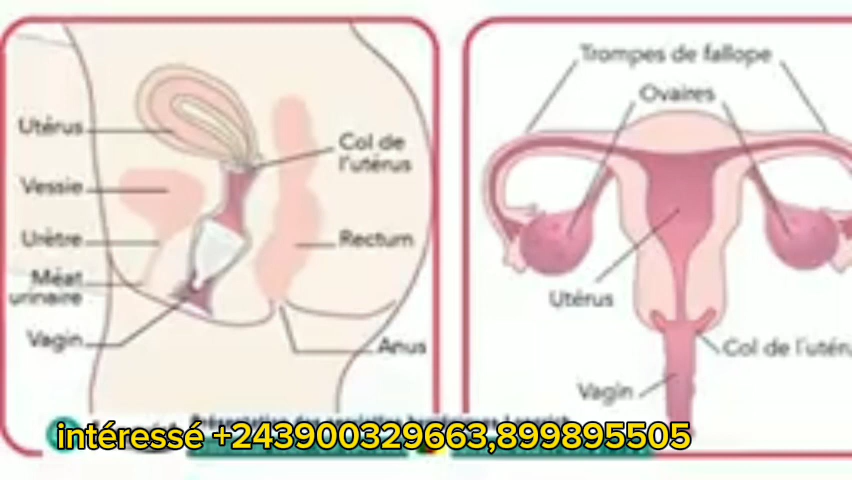 Utérus
Vessie
Urètre
Méat
urinaire
Vagin
Col de
l'utérus
Rectum
Anus
Trompes de fallope
Ovaires
Utérus
Col de l'utéru
Vagin
intéressé +243900329663,899895505